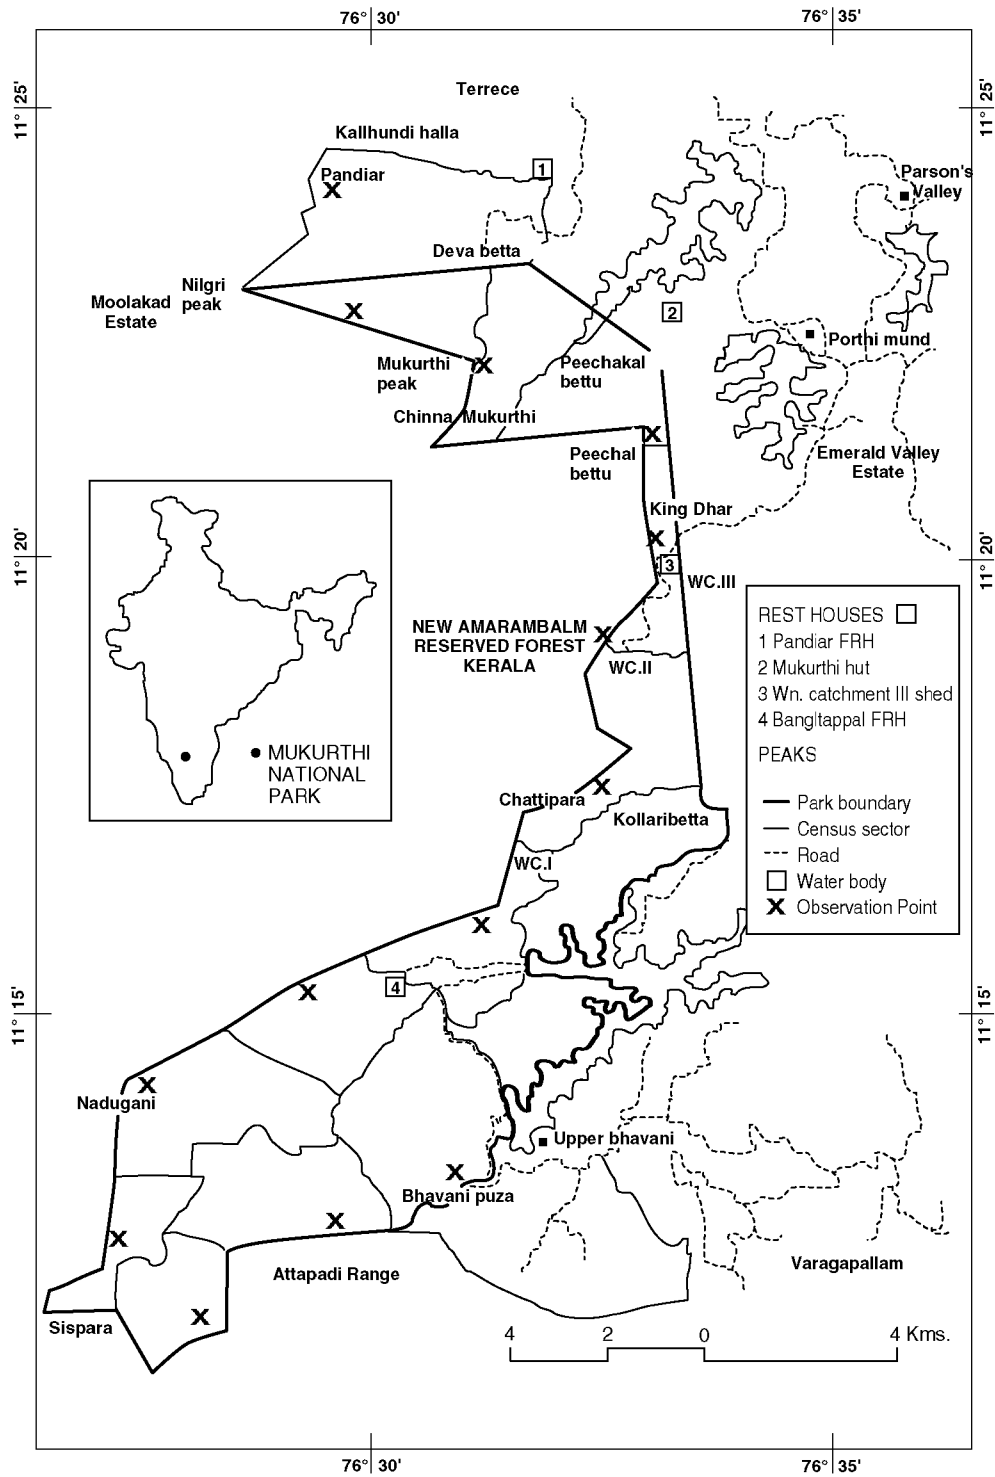 76° 30'
76° 35'
11° 25'
11° 25'
Terrece
Kallhundi halla
1
Pandiar
Parson's
Valley
Deva betta
Nilgri
peak
Moolakad
Estate
2
Porthi mund
Mukurthi
peak
Peechakal
bettu
Chinna Mukurthi
Peechal
bettu
Emerald Valley
Estate
King Dhar
11° 20'
11° 20'
3
WC.III
NEW AMARAMBALM
RESERVED FOREST
KERALA
WC.II
MUKURTHI
NATIONAL
PARK
REST HOUSES
1 Pandiar FRH
2 Mukurthi hut
3 Wn. catchment III shed
4 Bangitappal FRH
PEAKS
Park boundary
Census sector
Road
Water body
X Observation Point
Chattipara
Kollaribetta
WC.I
4
11° 15'
11° 15'
Nadugani
Upper bhavani
Bhavani puza
Attapadi Range
Varagapallam
Sispara
4 2 0 4 Kms.
76° 30'
76° 35'